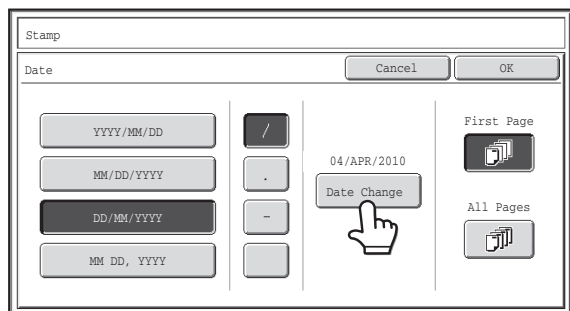 Stamp
Date
Cancel
OK
YYYY/MM/DD
MM/DD/YYYY
DD/MM/YYYY
MM DD, YYYY
/
.
-
04/APR/2010
Date Change
First Page
All Pages